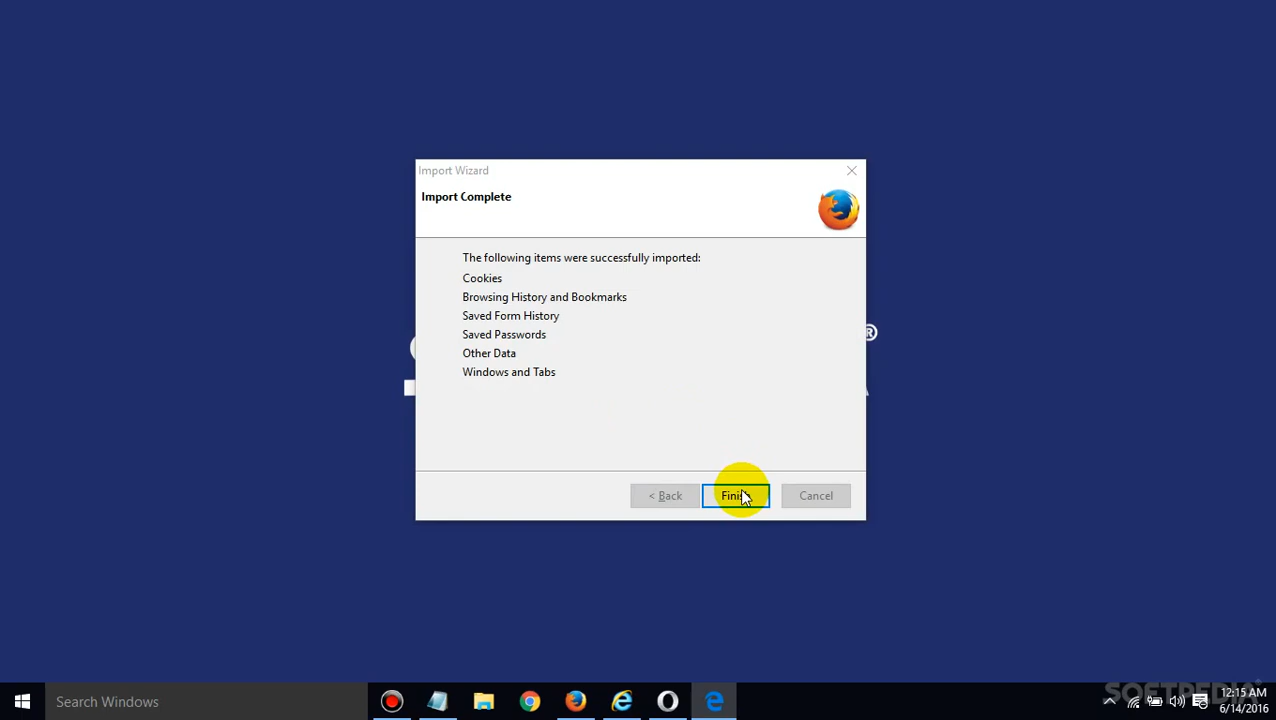 Import Wizard
Import Complete
The following items were successfully imported:
Cookies
Browsing History and Bookmarks
Saved Form History
Saved Passwords
Other Data
Windows and Tabs
®
< Back
Finish
Cancel
Search Windows
SOFTPEDIA
12:15 AM
6/14/2016